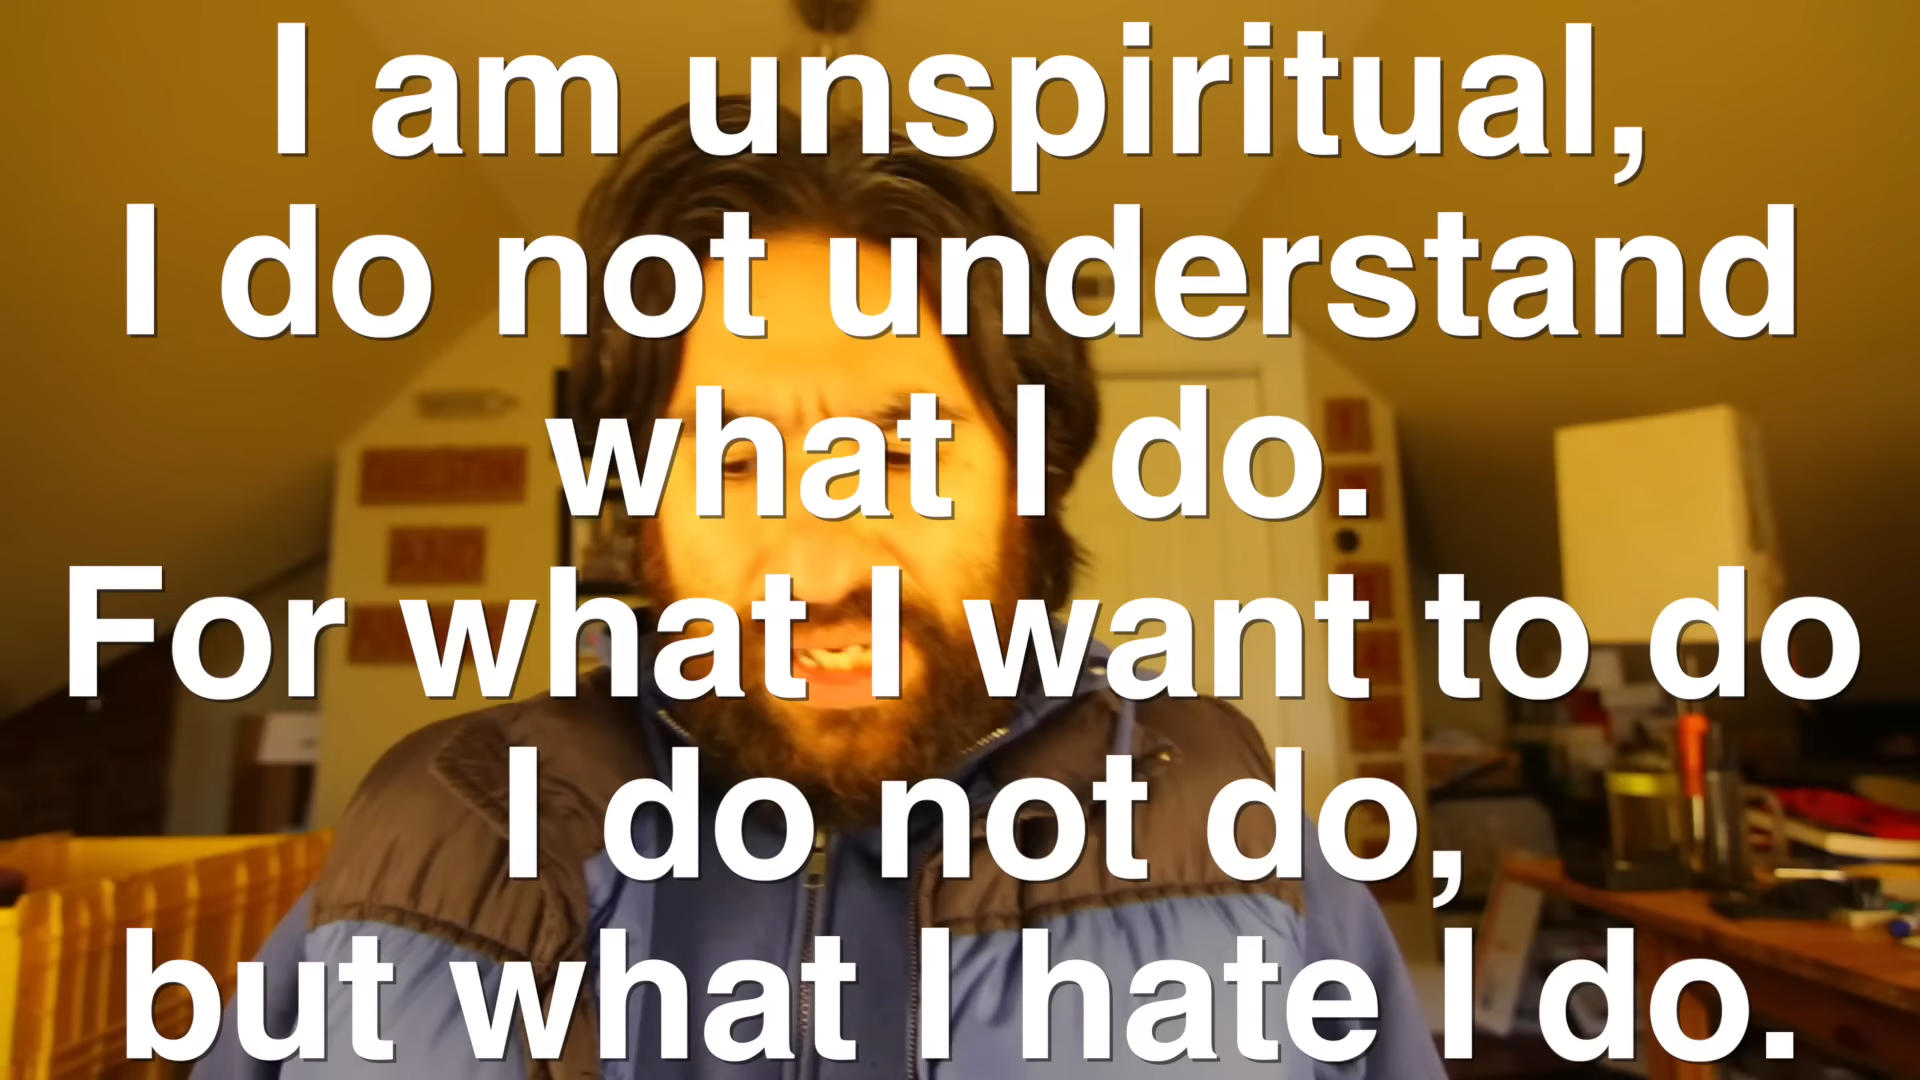 I am unspiritual,
I do not understand
what I do.
For what I want to do
I do not do,
but what I hate I do.
AND